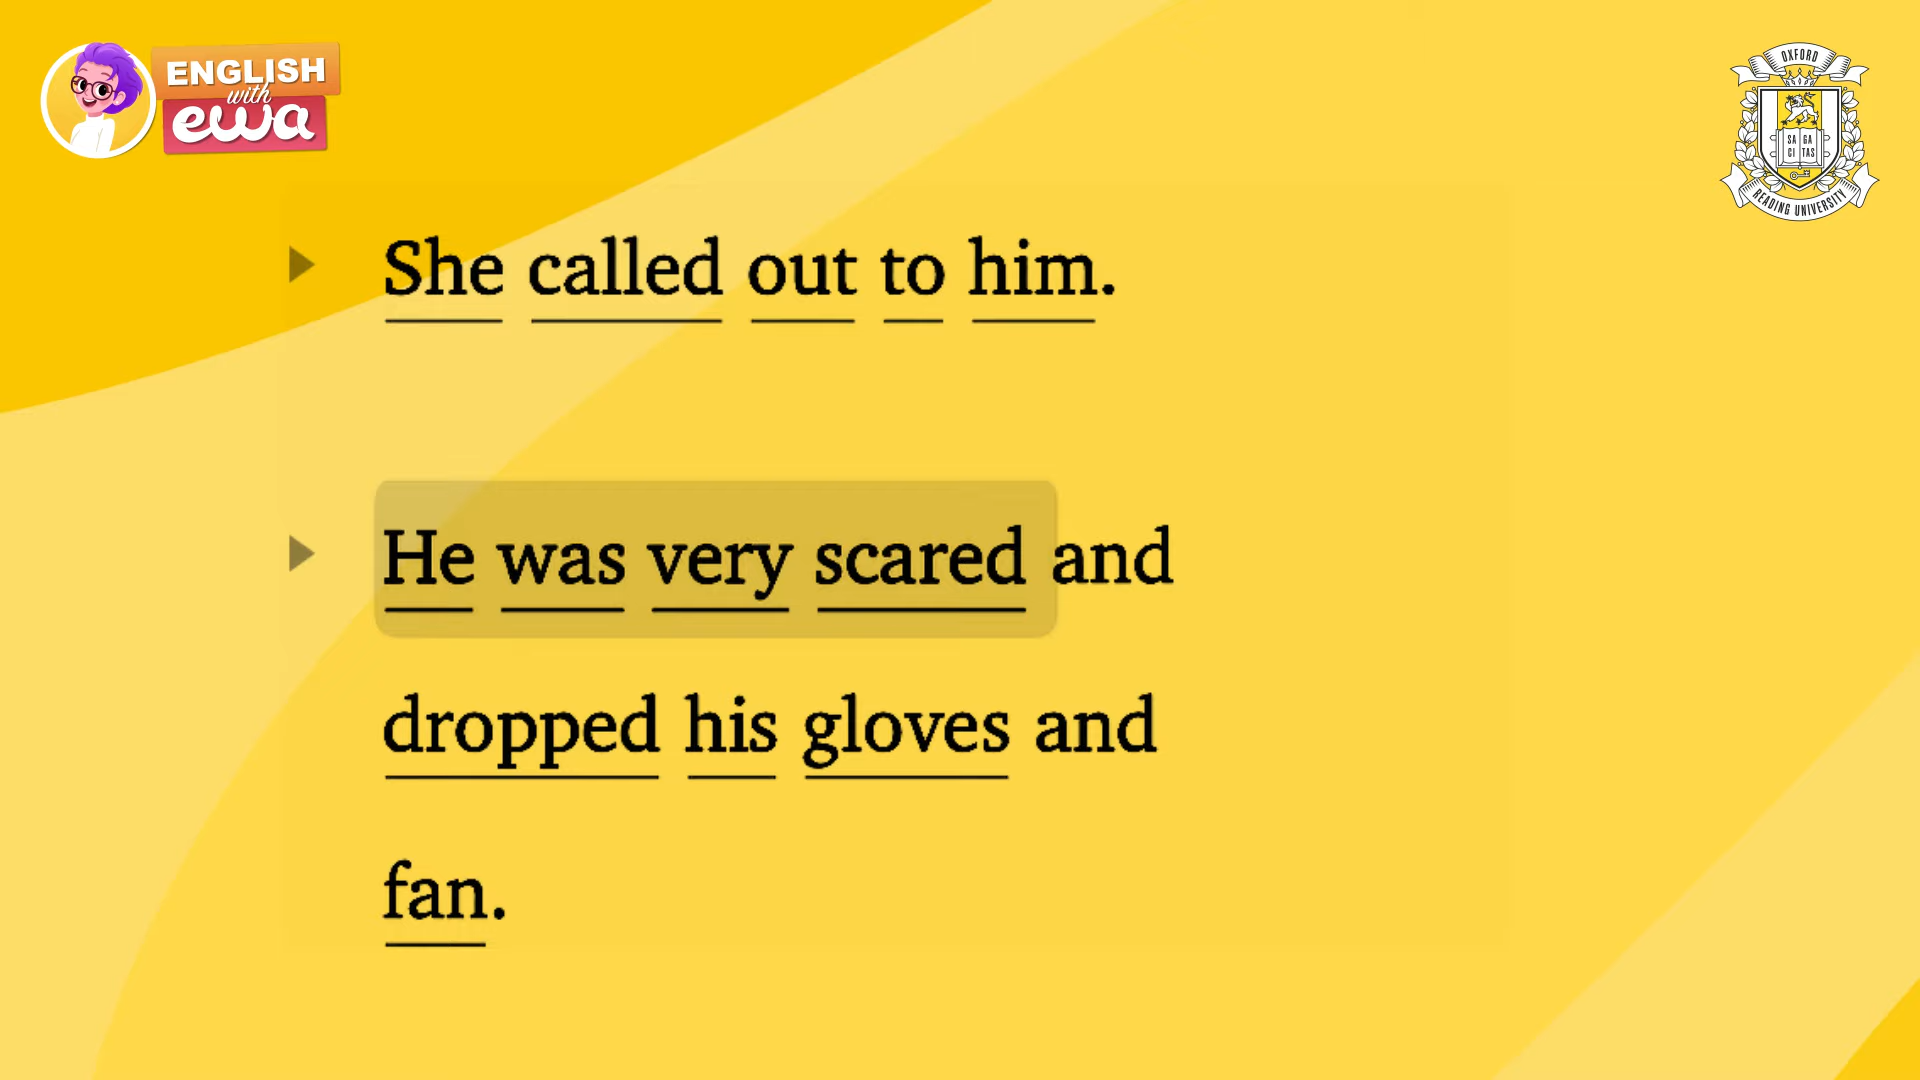 ENGLISH
with
ewa
OXFORD
SA GA
CI TAS
READING UNIVERSITY
She called out to him.
He was very scared and
dropped his gloves and
fan.